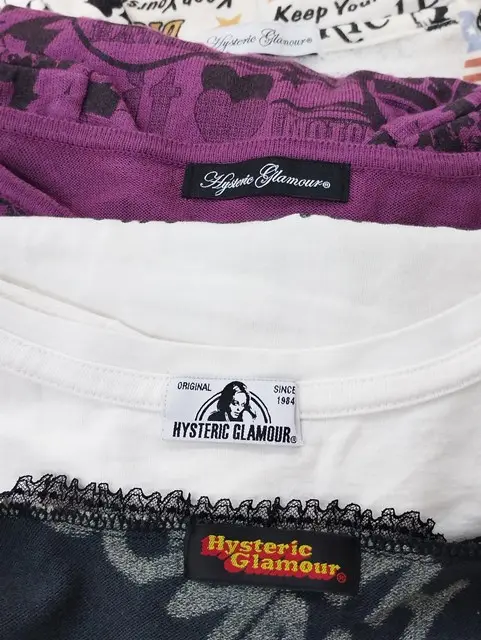 Keep Your
Hysteric Glamour
Hysteric Glamour®
ORIGINAL SINCE
1984
HYSTERIC GLAMOUR®
Hysteric
Glamour®